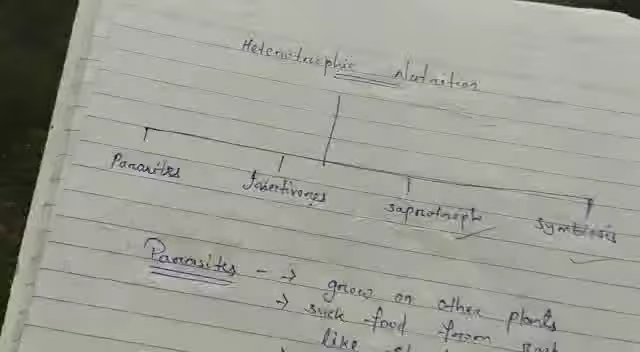 Heterotrophic Nutrition
Parasites Insectivores saprotroph symbiosis
Parasites - - → grow on other plants
→ suck food from
like